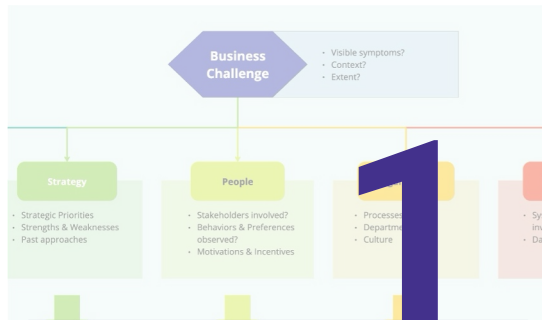 Business
Challenge
• Visible symptoms?
• Context?
• Extent?
Strategy
• Strategic Priorities
• Strengths & Weaknesses
• Past approaches
People
• Stakeholders involved?
• Behaviors & Preferences
observed?
• Motivations & Incentives
• Processes
• Departme
• Culture
1
• Sy
inv
• Da